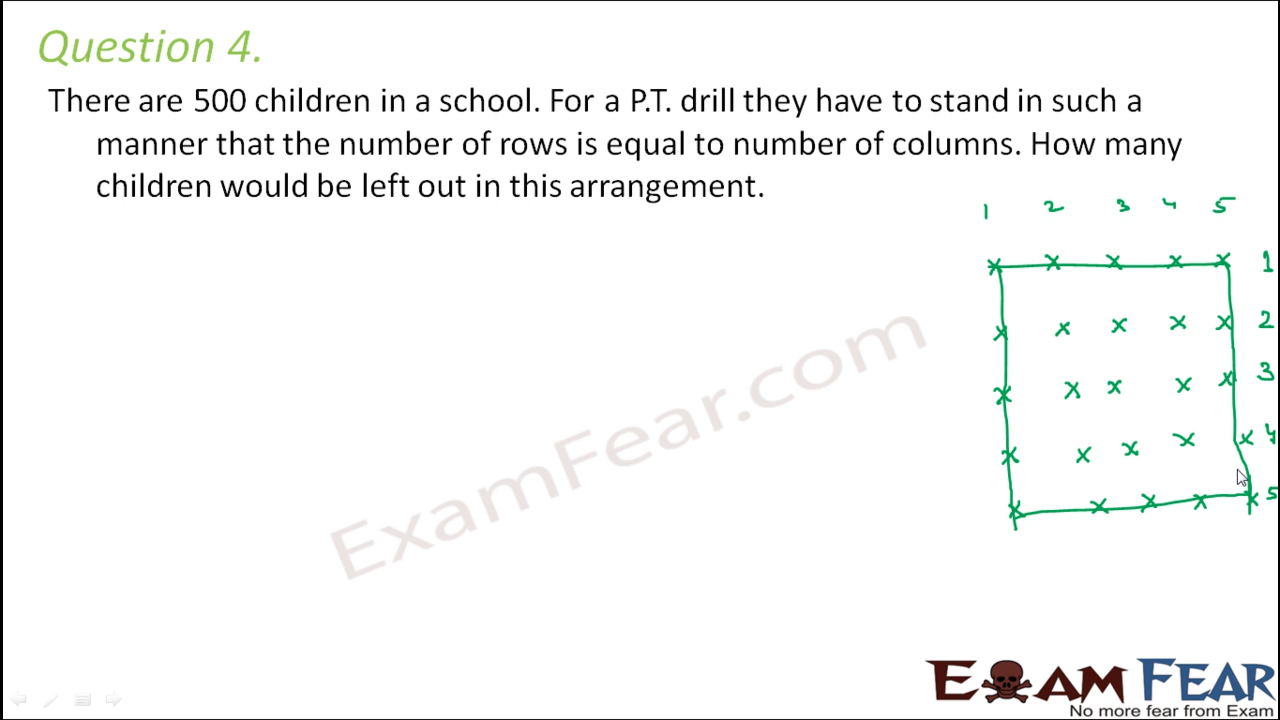 Question 4.
There are 500 children in a school. For a P.T. drill they have to stand in such a
manner that the number of rows is equal to number of columns. How many
children would be left out in this arrangement.
1 2 3 4 5
1
2
3
4
5
ExamFear.com
EXAM FEAR
No more fear from Exam